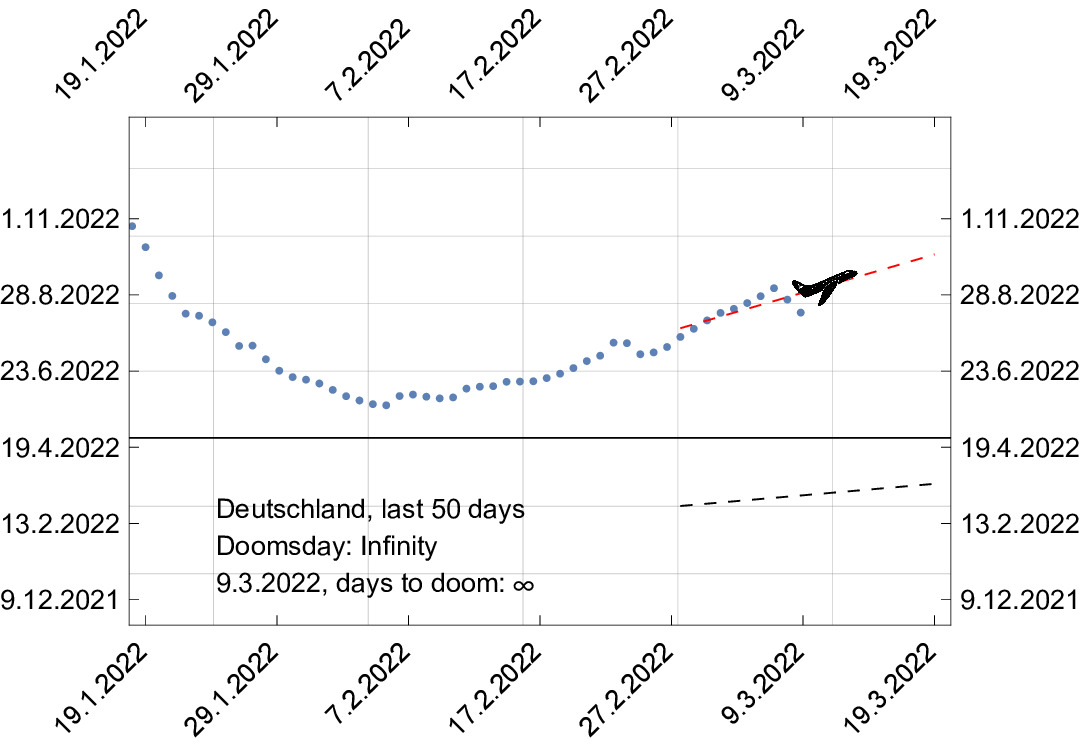 19.1.2022 29.1.2022 7.2.2022 17.2.2022 27.2.2022 9.3.2022 19.3.2022
1.11.2022 1.11.2022
28.8.2022 28.8.2022
23.6.2022 23.6.2022
19.4.2022 19.4.2022
Deutschland, last 50 days
13.2.2022 13.2.2022
Doomsday: Infinity
9.3.2022, days to doom: ∞
9.12.2021 9.12.2021
19.1.2022 29.1.2022 7.2.2022 17.2.2022 27.2.2022 9.3.2022 19.3.2022